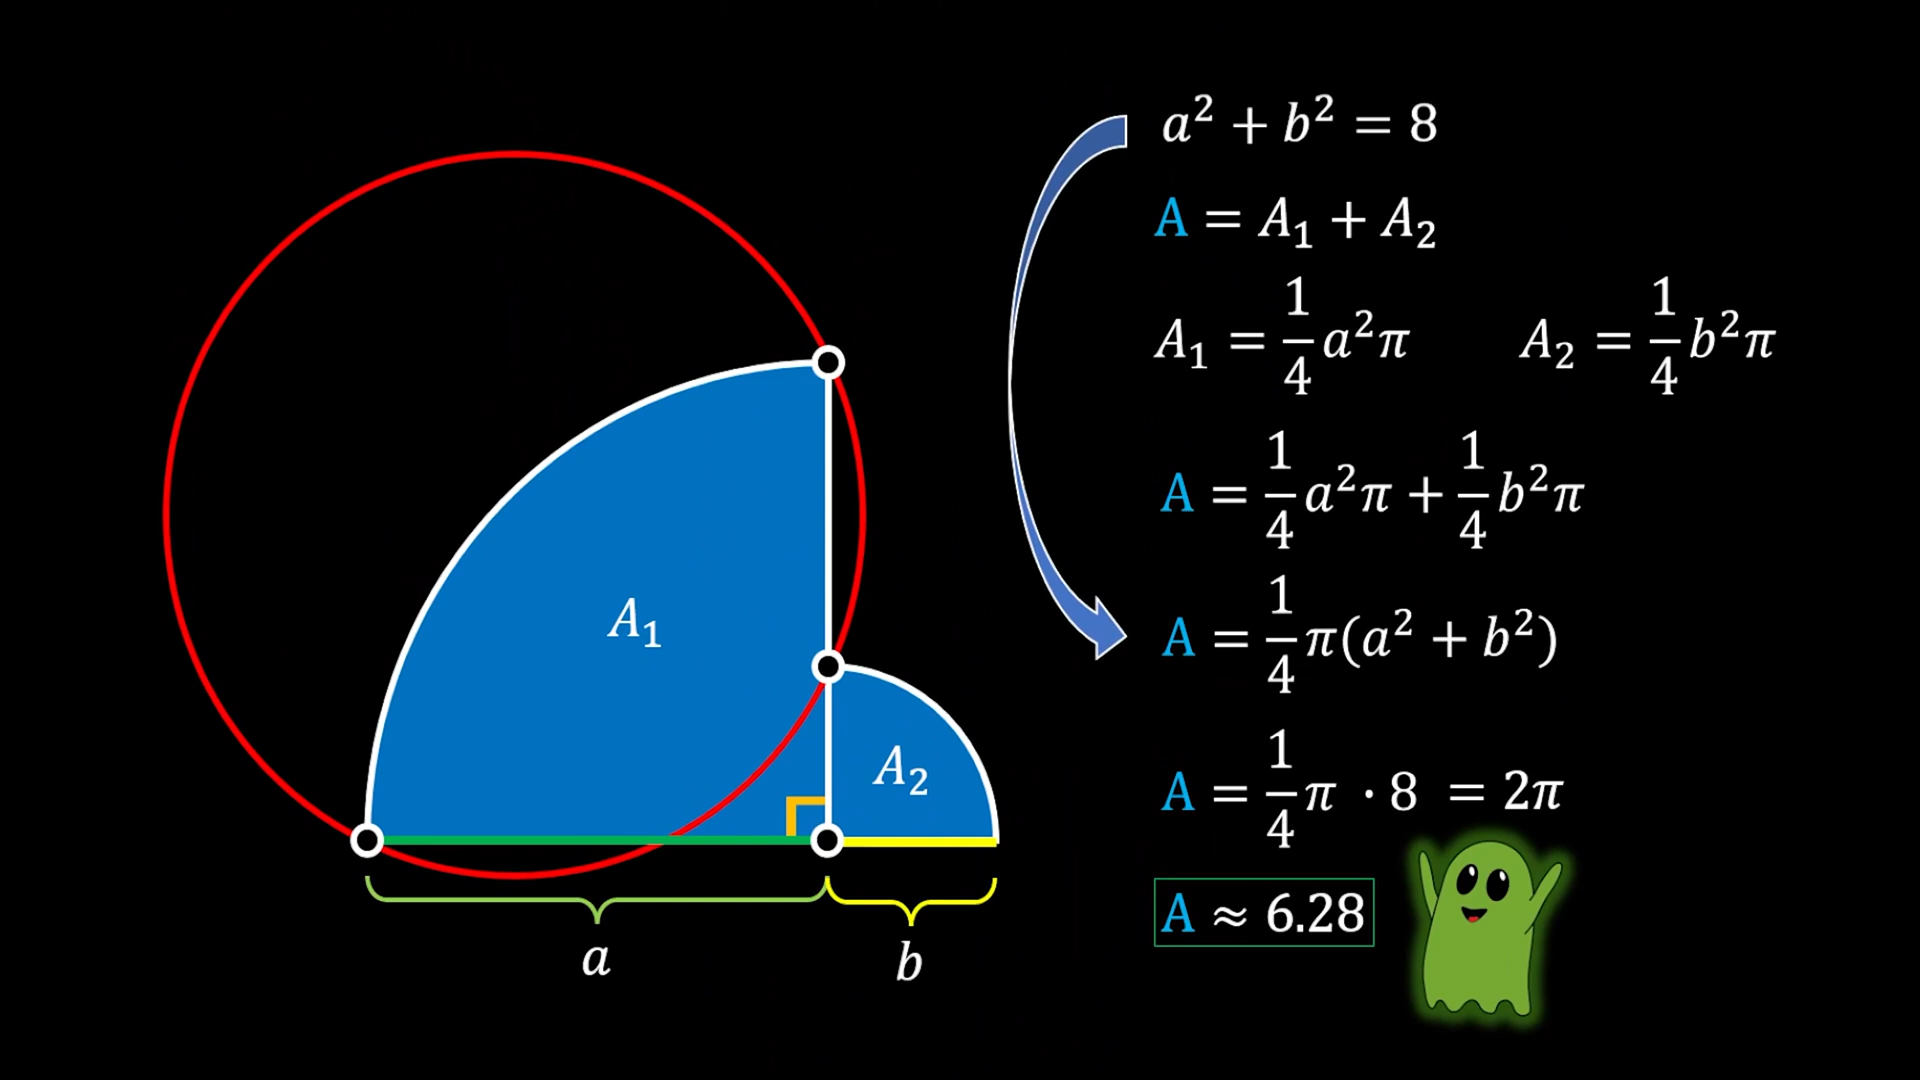 a² + b² = 8
A = A₁ + A₂
A₁ = 1/4 a²π    A₂ = 1/4 b²π
A = 1/4 a²π + 1/4 b²π
A = 1/4 π(a² + b²)
A = 1/4 π · 8 = 2π
A ≈ 6.28
A₁
A₂
a
b